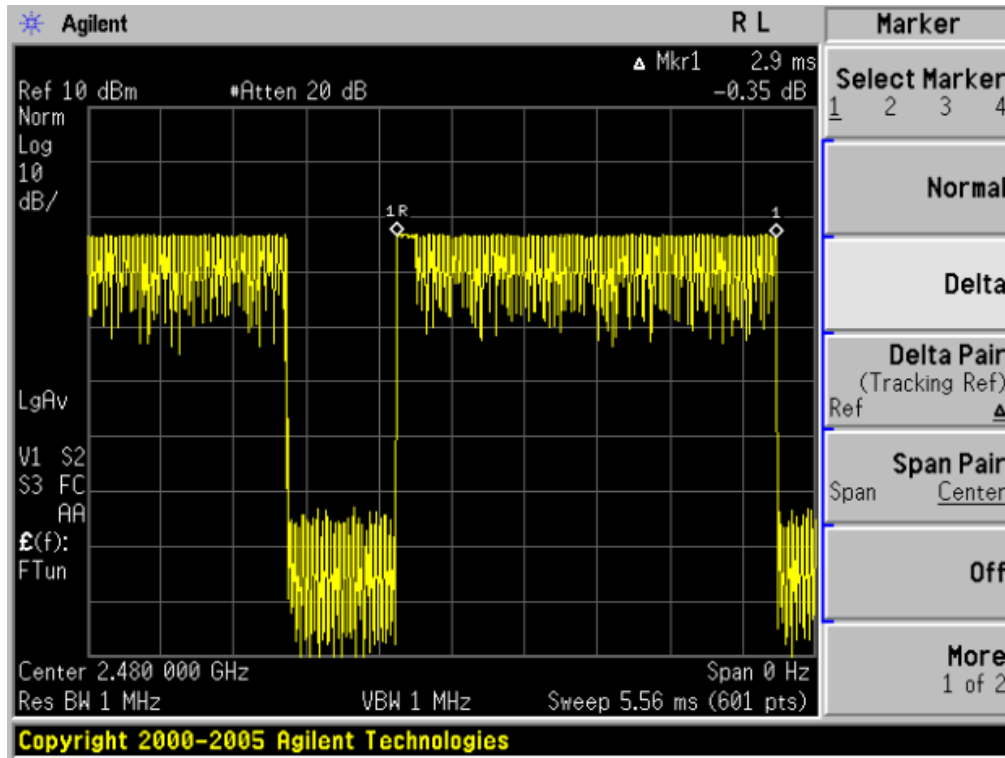 Agilent R L Marker
Δ Mkr1 2.9 ms
Ref 10 dBm #Atten 20 dB -0.35 dB
Norm
Log
10
dB/
1R 1
LgAv
V1 S2
S3 FC
AA
£(f):
FTun
Center 2.480 000 GHz Span 0 Hz
Res BW 1 MHz VBW 1 MHz Sweep 5.56 ms (601 pts)
Copyright 2000-2005 Agilent Technologies
Select Marker
1 2 3 4
Normal
Delta
Delta Pair
(Tracking Ref)
Ref Δ
Span Pair
Span Center
Off
More
1 of 2